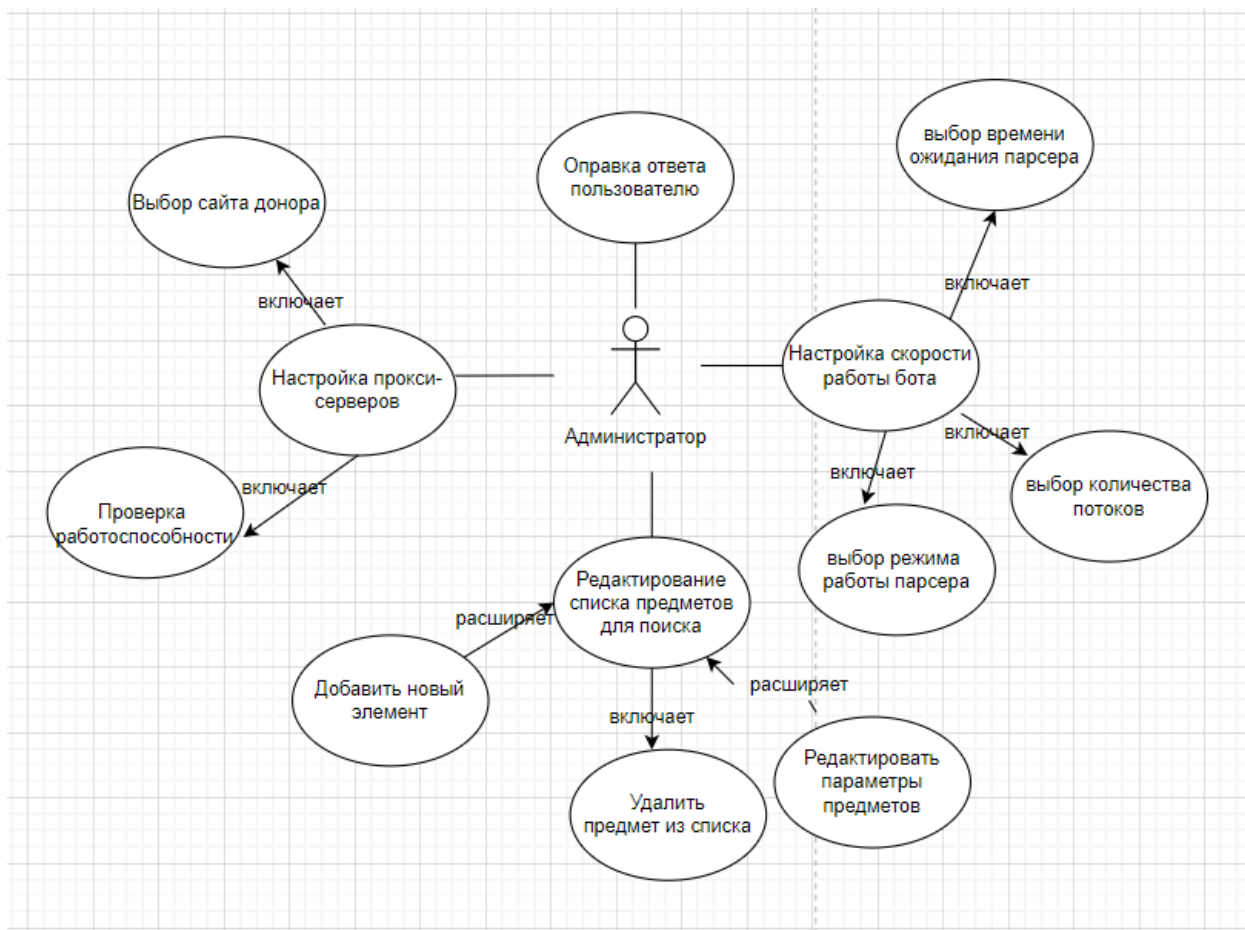 выбор времени
ожидания парсера
Оправка ответа
пользователю
Выбор сайта донора
включает
включает
Настройка скорости
работы бота
Настройка прокси-
серверов
Администратор
включает
включает
включает
выбор количества
потоков
Проверка
работоспособности
выбор режима
работы парсера
Редактирование
списка предметов
для поиска
расширяет
расширяет
Добавить новый
элемент
включает
Редактировать
параметры
предметов
Удалить
предмет из списка